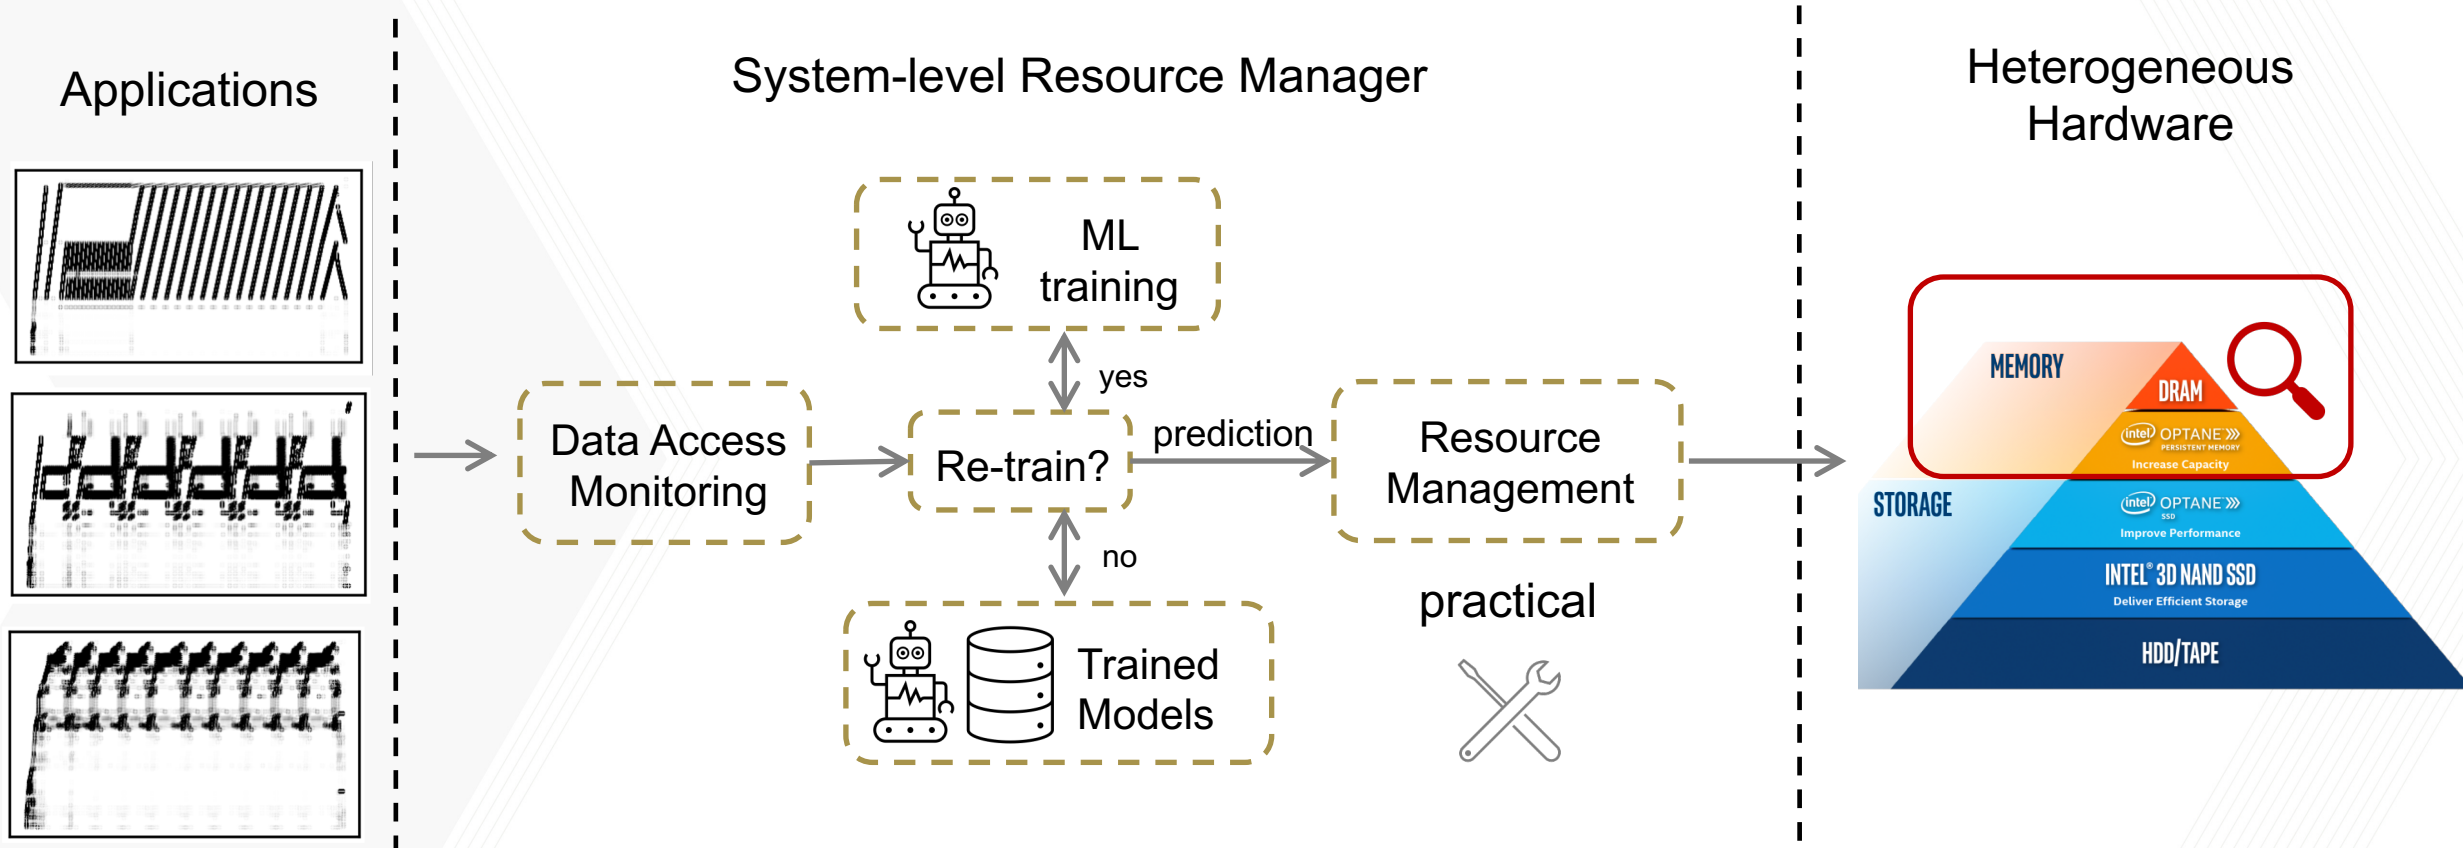 Applications
System-level Resource Manager
Heterogeneous
Hardware
ML
training
yes
Data Access
Monitoring
Re-train?
prediction
Resource
Management
no
Trained
Models
practical
MEMORY
DRAM
intel OPTANE
PERSISTENT MEMORY
Increase Capacity
STORAGE
intel OPTANE
SSD
Improve Performance
INTEL® 3D NAND SSD
Deliver Efficient Storage
HDD/TAPE